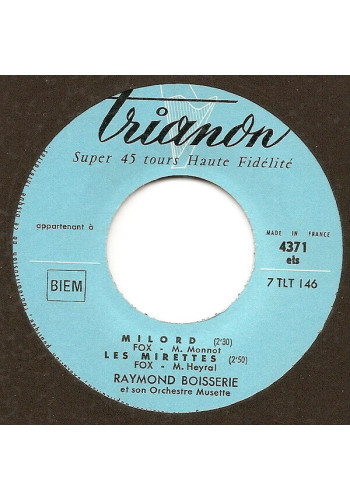 trianon
Super 45 tours Haute Fidélité
appartenant à
MADE IN FRANCE
4371
ets
BIEM
7 TLT 146
MILORD (2'30)
FOX - M. Monnot
LES MIRETTES (2'50)
FOX - M. Heyral
RAYMOND BOISSERIE
et son Orchestre Musette